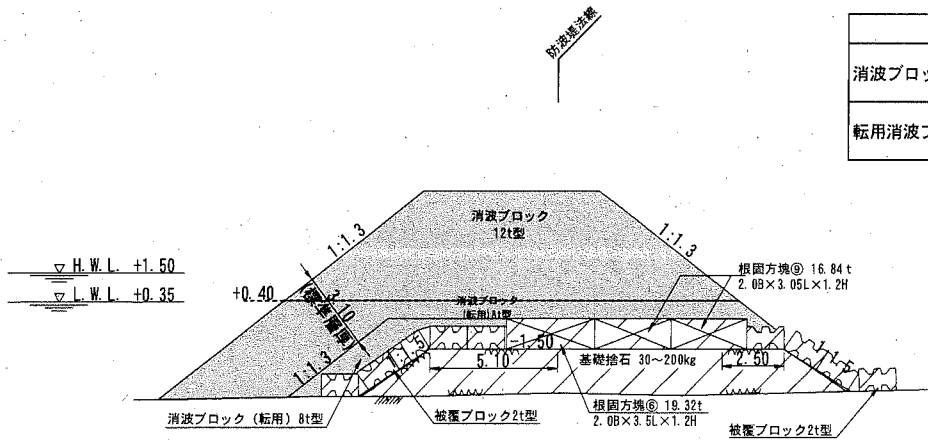 防波堤法線
消波ブロッ
転用消波ブ
消波ブロック
12t型
1:1.3
1:1.3
▽ H.W.L. +1.50
▽ L.W.L. +0.35
+0.40
3.10
(標準層厚)
消波ブロック
(転用)8t型
根固方塊⑨ 16.84t
2.0B×3.05L×1.2H
1:1.3
1:1.5
-1.50
5.10
基礎捨石 30～200kg
2.50
1:1.5
消波ブロック(転用)8t型
被覆ブロック2t型
根固方塊⑥ 19.32t
2.0B×3.5L×1.2H
被覆ブロック2t型